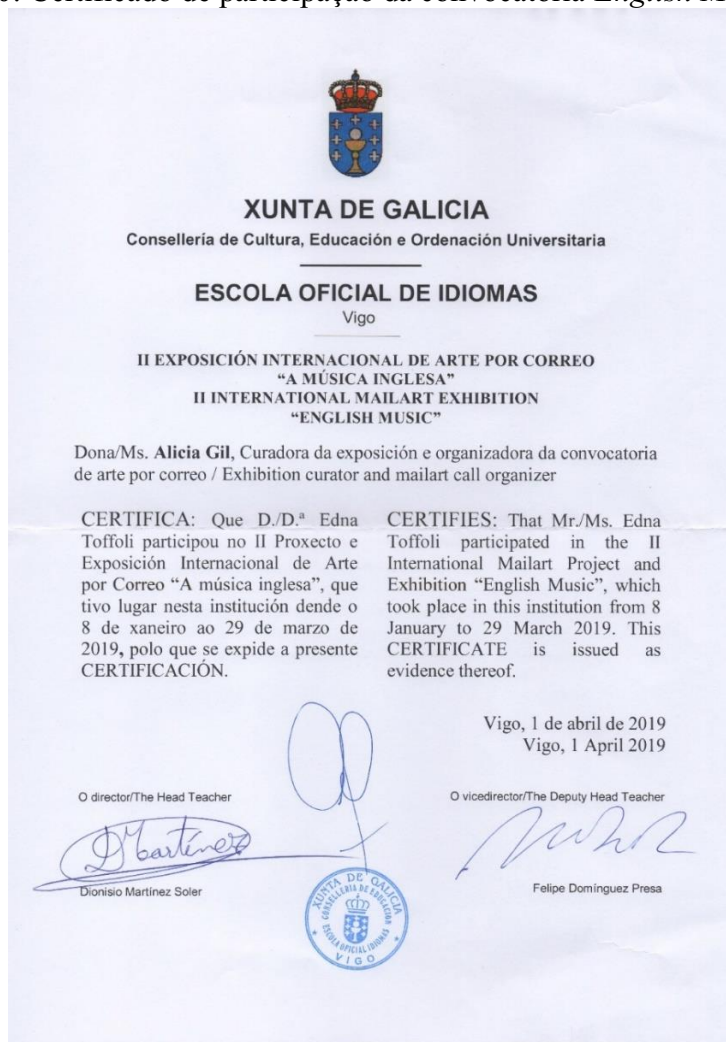 Certificado de participação da convocatória English M
XUNTA DE GALICIA
Consellería de Cultura, Educación e Ordenación Universitaria
ESCOLA OFICIAL DE IDIOMAS
Vigo
II EXPOSICIÓN INTERNACIONAL DE ARTE POR CORREO
“A MÚSICA INGLESA”
II INTERNATIONAL MAILART EXHIBITION
“ENGLISH MUSIC”
Dona/Ms. Alicia Gil, Curadora da exposición e organizadora da convocatoria
de arte por correo / Exhibition curator and mailart call organizer
CERTIFICA: Que D./D.ª Edna
Toffoli participou no II Proxecto e
Exposición Internacional de Arte
por Correo “A música inglesa”, que
tivo lugar nesta institución dende o
8 de xaneiro ao 29 de marzo de
2019, polo que se expide a presente
CERTIFICACIÓN.
CERTIFIES: That Mr./Ms. Edna
Toffoli participated in the II
International Mailart Project and
Exhibition “English Music”, which
took place in this institution from 8
January to 29 March 2019. This
CERTIFICATE is issued as
evidence thereof.
Vigo, 1 de abril de 2019
Vigo, 1 April 2019
O director/The Head Teacher
O vicedirector/The Deputy Head Teacher
DMartínez
Dionisio Martínez Soler
Felipe Domínguez Presa
XUNTA DE GALICIA
CONSELLERIA DE EDUCACION
ESCOLA OFICIAL IDIOMAS
VIGO